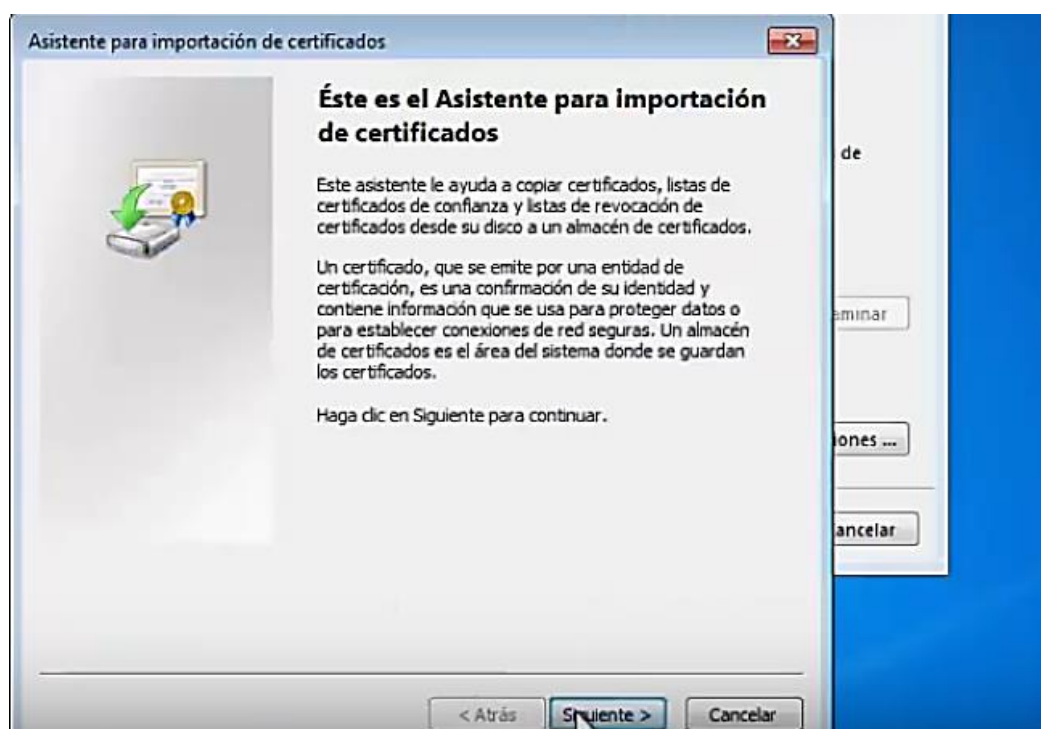 Asistente para importación de certificados
Éste es el Asistente para importación
de certificados
Este asistente le ayuda a copiar certificados, listas de
certificados de confianza y listas de revocación de
certificados desde su disco a un almacén de certificados.
Un certificado, que se emite por una entidad de
certificación, es una confirmación de su identidad y
contiene información que se usa para proteger datos o
para establecer conexiones de red seguras. Un almacén
de certificados es el área del sistema donde se guardan
los certificados.
Haga clic en Siguiente para continuar.
< Atrás
Siguiente >
Cancelar
de
aminar
iones ...
ancelar